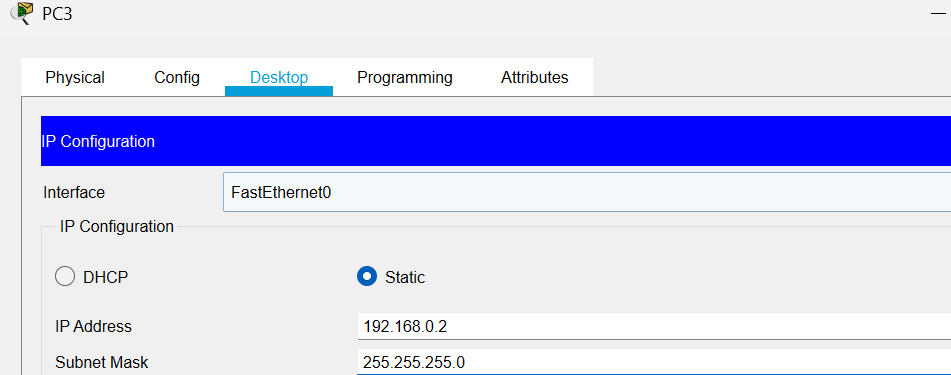 PC3
Physical Config Desktop Programming Attributes
IP Configuration
Interface FastEthernet0
IP Configuration
DHCP Static
IP Address 192.168.0.2
Subnet Mask 255.255.255.0